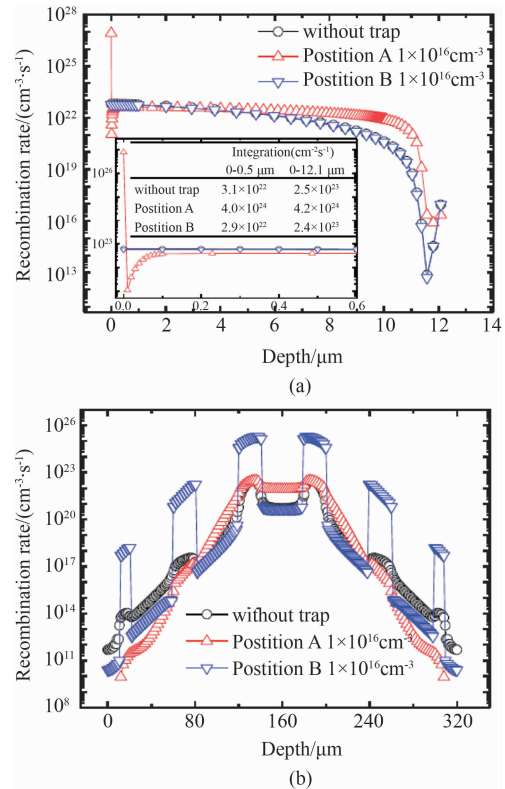 10^28
10^25
10^22
10^19
10^16
10^13
Recombination rate/(cm^-3·s^-1)
without trap
Postition A 1×10^16cm^-3
Postition B 1×10^16cm^-3
Integration(cm^-2s^-1)
0-0.5 μm 0-12.1 μm
without trap 3.1×10^22 2.5×10^23
Postition A 4.0×10^24 4.2×10^24
Postition B 2.9×10^22 2.4×10^23
10^26
10^23
0.0 0.2 0.4 0.6
0 2 4 6 8 10 12 14
Depth/μm
(a)
10^26
10^23
10^20
10^17
10^14
10^11
10^8
Recombination rate/(cm^-3·s^-1)
without trap
Postition A 1×10^16cm^-3
Postition B 1×10^16cm^-3
0 80 160 240 320
Depth/μm
(b)